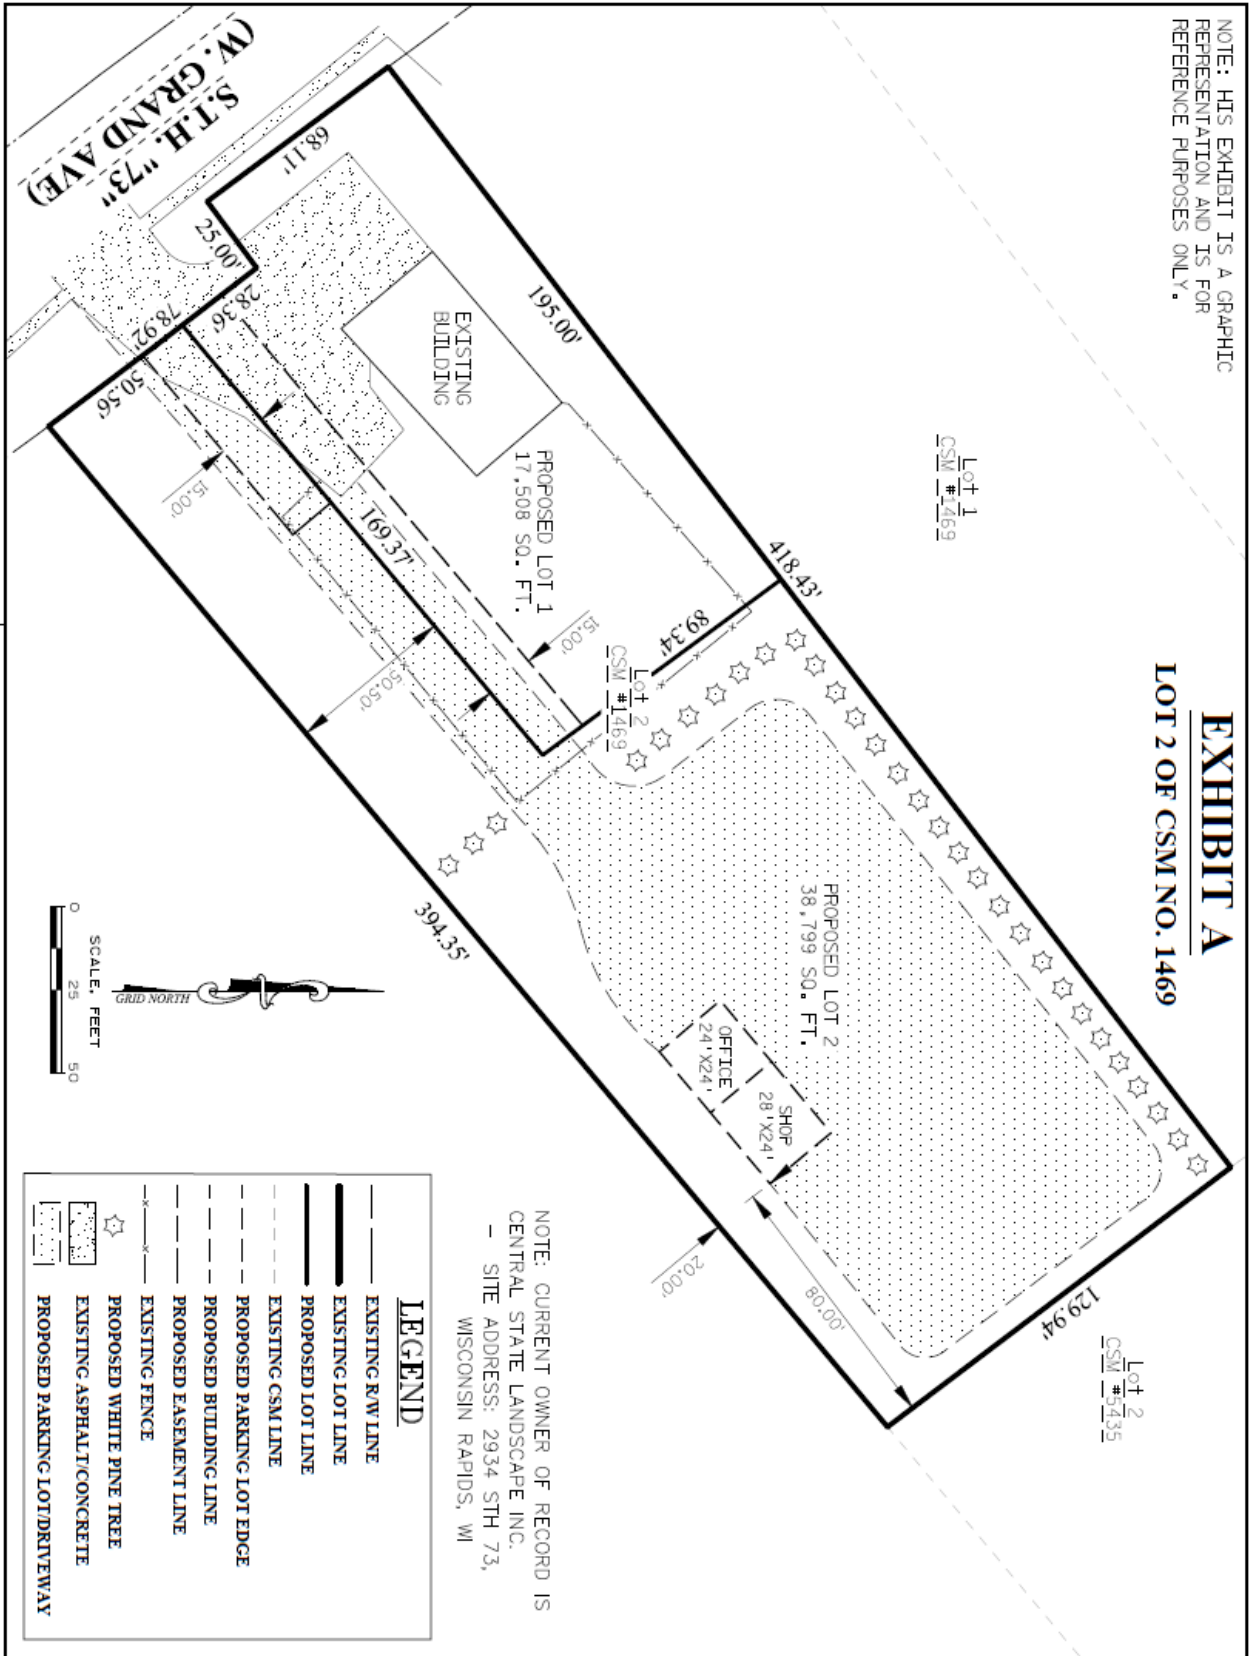 EXHIBIT A
LOT 2 OF CSM NO. 1469
NOTE: HIS EXHIBIT IS A GRAPHIC
REPRESENTATION AND IS FOR
REFERENCE PURPOSES ONLY.
Lot 1
CSM #1469
Lot 2
CSM #5435
418.43'
195.00'
129.94'
68.11'
25.00'
28.36'
78.92'
50.56'
S.T.H. "73"
(W. GRAND AVE)
EXISTING
BUILDING
PROPOSED LOT 1
17,508 SQ. FT.
89.34'
Lot 2
CSM #1469
169.37'
15.00'
15.00'
50.50'
PROPOSED LOT 2
38,799 SQ. FT.
OFFICE
24'X24'
SHOP
28'X24'
80.00'
20.00'
394.35'
GRID NORTH
SCALE, FEET
0 25 50
NOTE: CURRENT OWNER OF RECORD IS
CENTRAL STATE LANDSCAPE INC.
- SITE ADDRESS: 2934 STH 73,
WISCONSIN RAPIDS, WI
LEGEND
EXISTING R/W LINE
EXISTING LOT LINE
PROPOSED LOT LINE
EXISTING CSM LINE
PROPOSED PARKING LOT EDGE
PROPOSED BUILDING LINE
PROPOSED EASEMENT LINE
EXISTING FENCE
PROPOSED WHITE PINE TREE
EXISTING ASPHALT/CONCRETE
PROPOSED PARKING LOT/DRIVEWAY